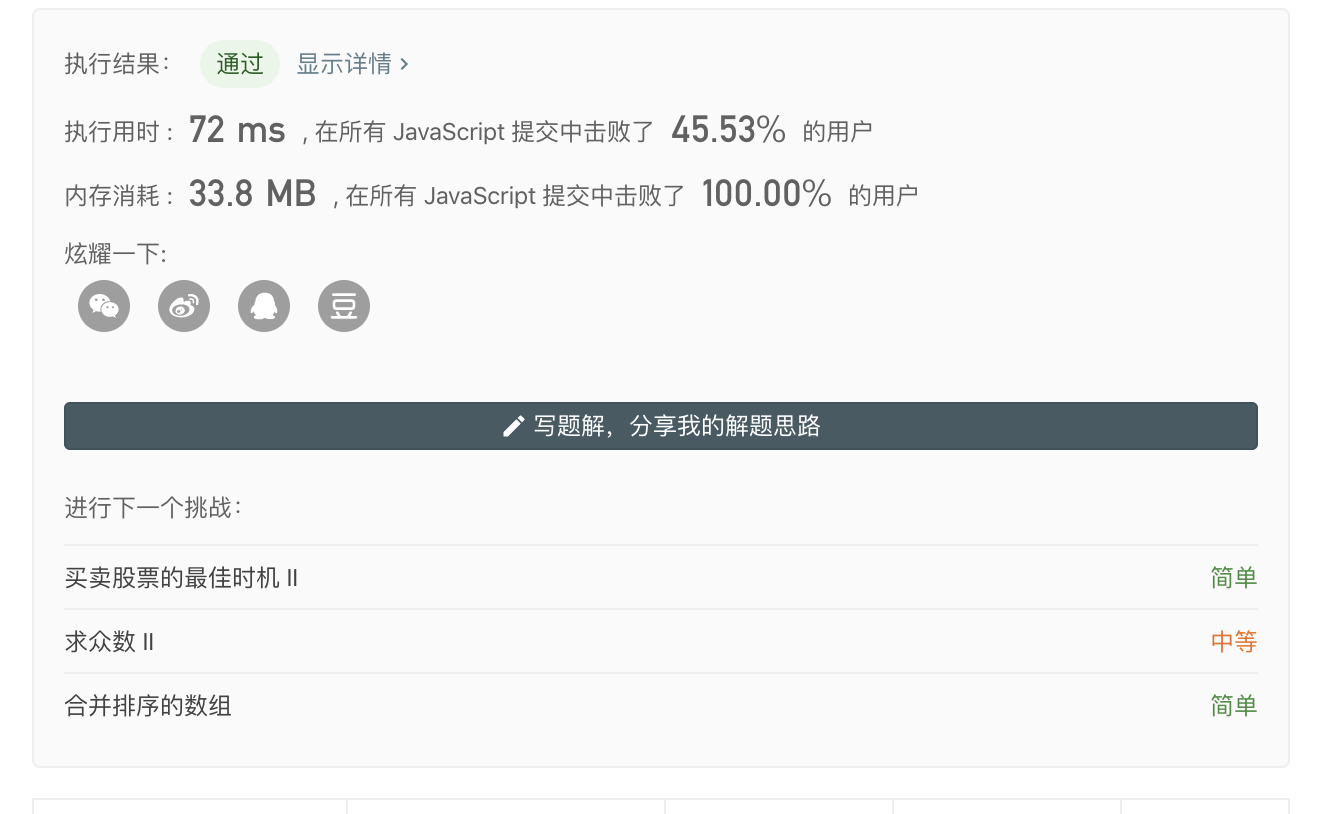 执行结果： 通过 显示详情 ›
执行用时 : 72 ms , 在所有 JavaScript 提交中击败了 45.53% 的用户
内存消耗 : 33.8 MB , 在所有 JavaScript 提交中击败了 100.00% 的用户
炫耀一下:
豆
写题解，分享我的解题思路
进行下一个挑战：
买卖股票的最佳时机 II 简单
求众数 II 中等
合并排序的数组 简单